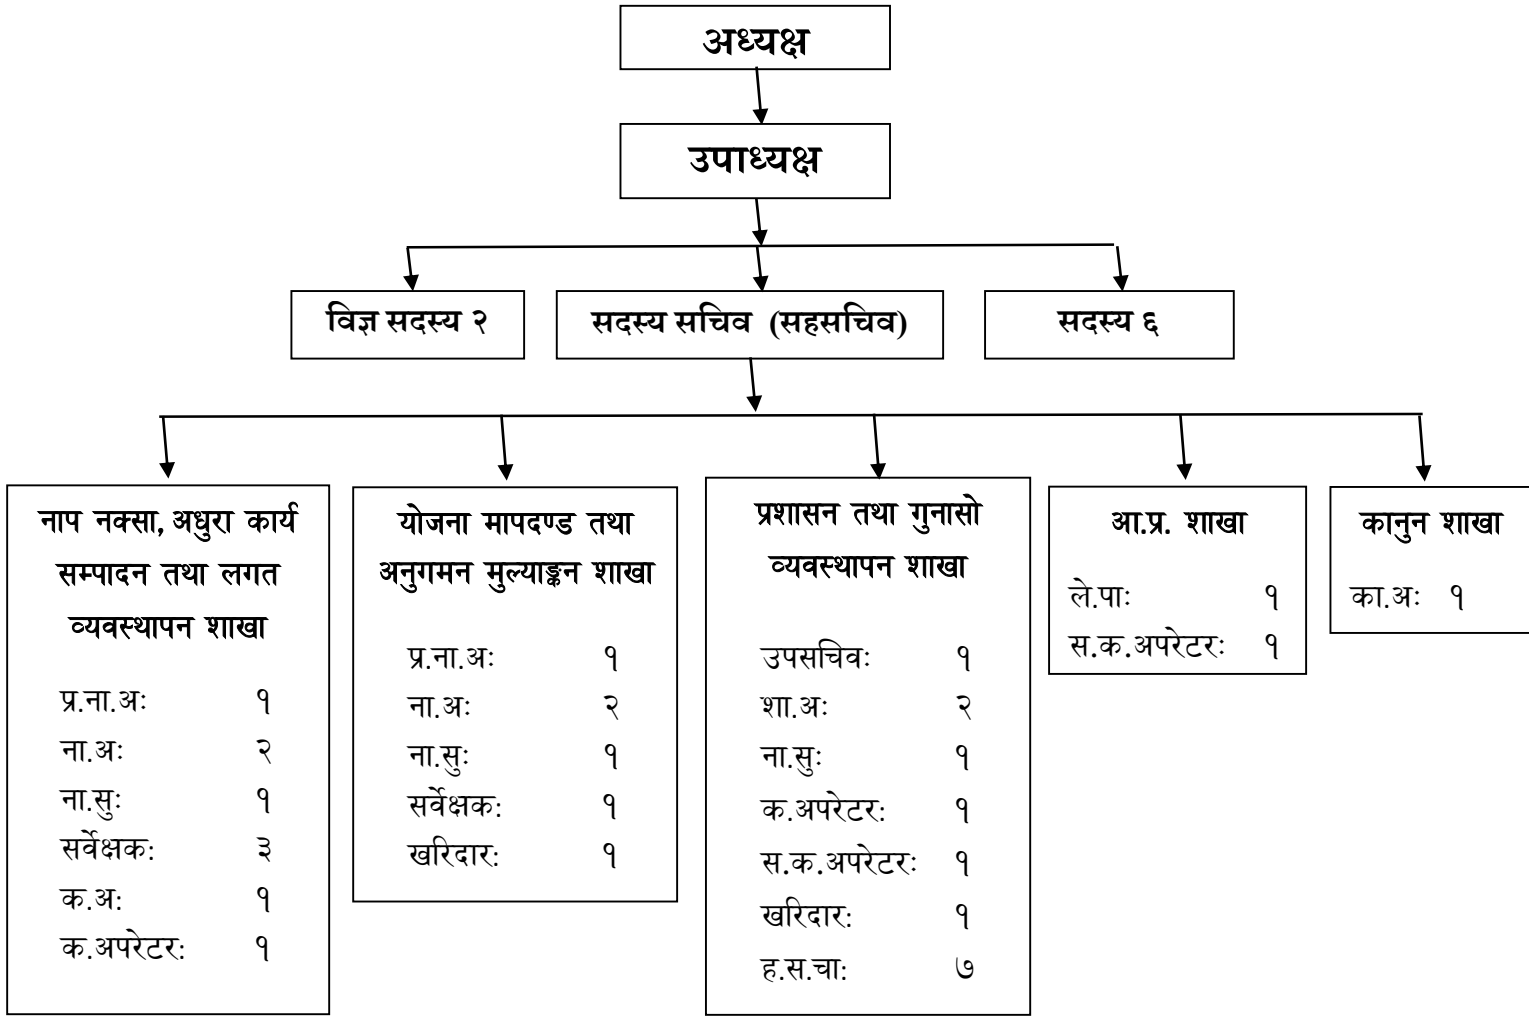 अध्यक्ष
उपाध्यक्ष
विज्ञ सदस्य २
सदस्य सचिव (सहसचिव)
सदस्य ६
नाप नक्सा, अधुरा कार्य
सम्पादन तथा लगत
व्यवस्थापन शाखा
प्र.ना.अः १
ना.अः २
ना.सुः १
सर्वेक्षक: ३
क.अ: १
क.अपरेटर: १
योजना मापदण्ड तथा
अनुगमन मुल्याङ्कन शाखा
प्र.ना.अः १
ना.अः २
ना.सुः १
सर्वेक्षक: १
खरिदार: १
प्रशासन तथा गुनासो
व्यवस्थापन शाखा
उपसचिवः १
शा.अः २
ना.सुः १
क.अपरेटर: १
स.क.अपरेटरः १
खरिदार: १
ह.स.चा: ७
आ.प्र. शाखा
ले.पाः १
स.क.अपरेटरः १
कानुन शाखा
का.अः १